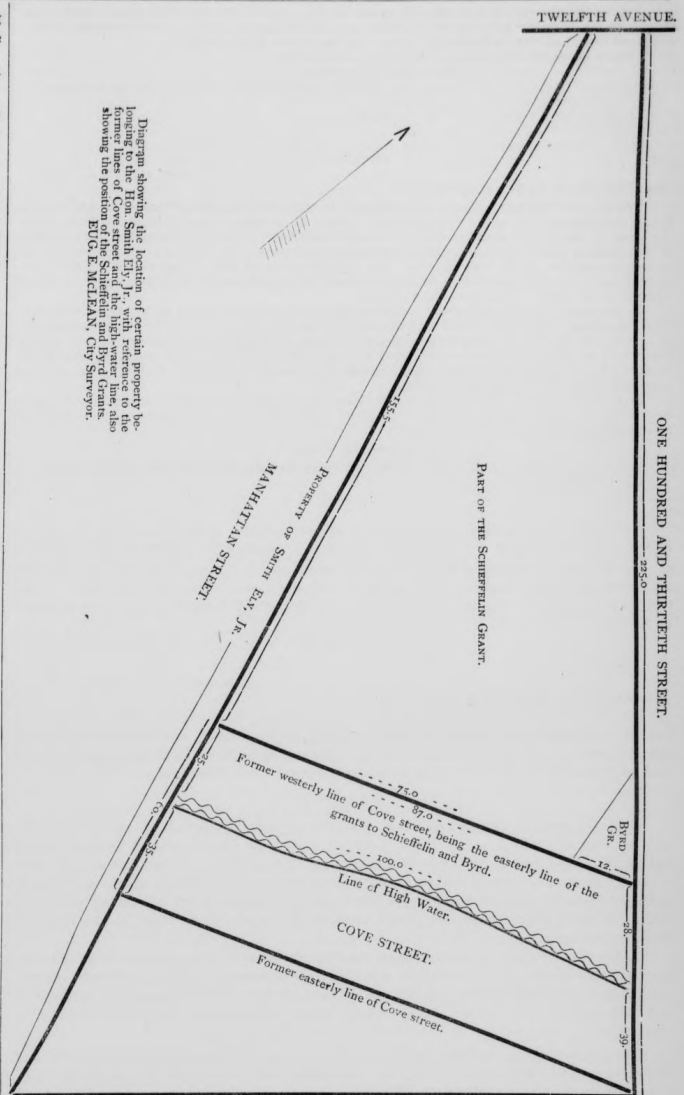 TWELFTH AVENUE.
Diagram showing the location of certain property be-
longing to the Hon. Smith Ely, Jr., with reference to the
former lines of Cove street and the high-water line, also
showing the position of the Schieffelin and Byrd Grants.
EUG. E. McLEAN, City Surveyor.
ONE HUNDRED AND THIRTIETH STREET.
225.0
155.5
PROPERTY OF SMITH ELY, JR.
MANHATTAN STREET.
PART OF THE SCHIEFFELIN GRANT.
BYRD
GR.
12.
75.0
87.0
Former westerly line of Cove street, being the easterly line of the
grants to Schieffelin and Byrd.
25.
28.
100.0
Line of High Water.
COVE STREET.
35.
39.
Former easterly line of Cove street.